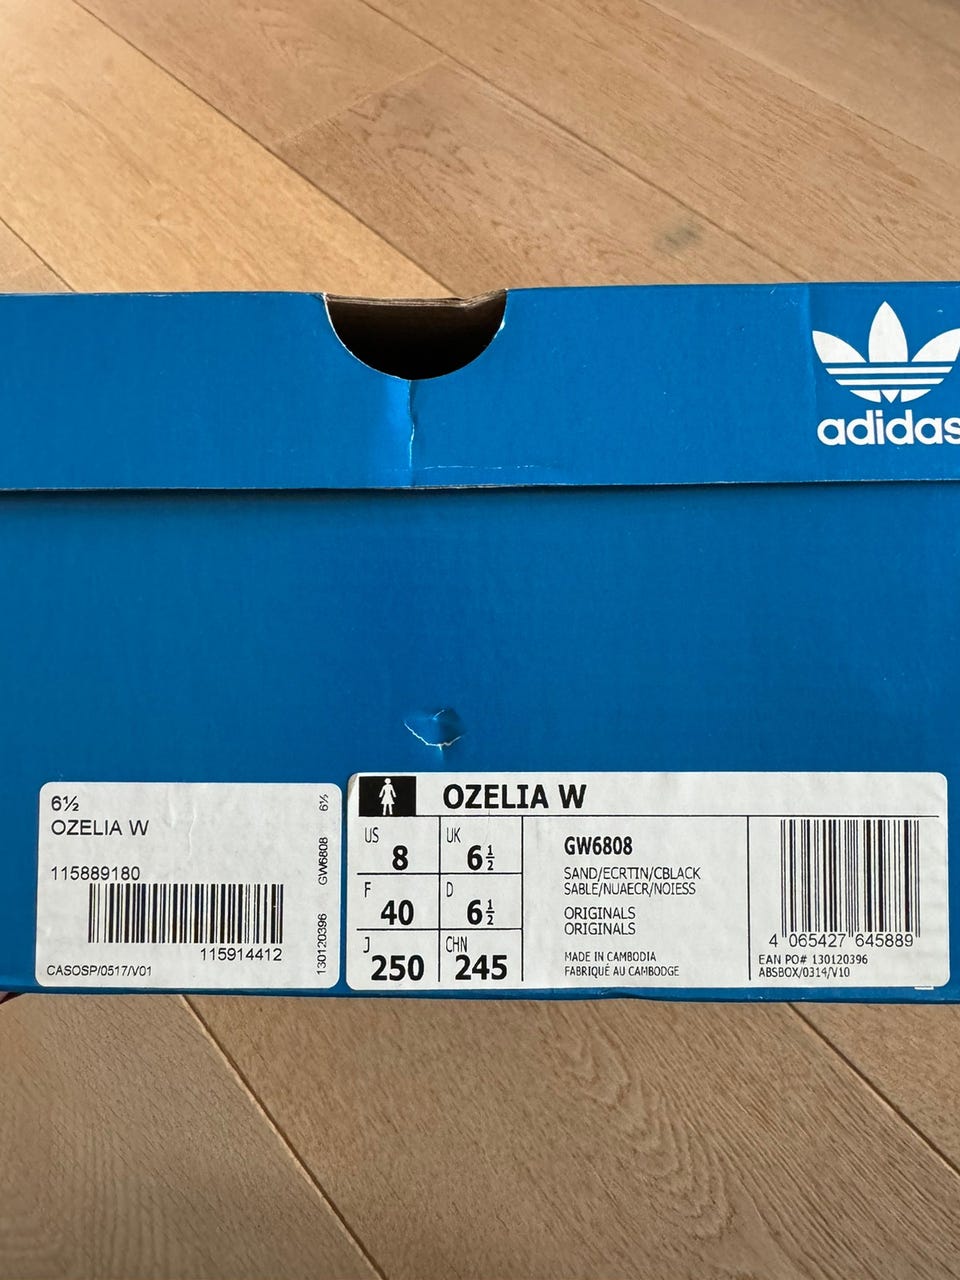 adidas
6½
OZELIA W
115889180
115914412
CASOSP/0517/V01
6½
GW6808
130120396
OZELIA W
US
8
UK
6½
F
40
D
6½
J
250
CHN
245
GW6808
SAND/ECRTIN/CBLACK
SABLE/NUAECR/NOIESS
ORIGINALS
ORIGINALS
MADE IN CAMBODIA
FABRIQUÉ AU CAMBODGE
4 065427 645889
EAN PO# 130120396
ABSBOX/0314/V10